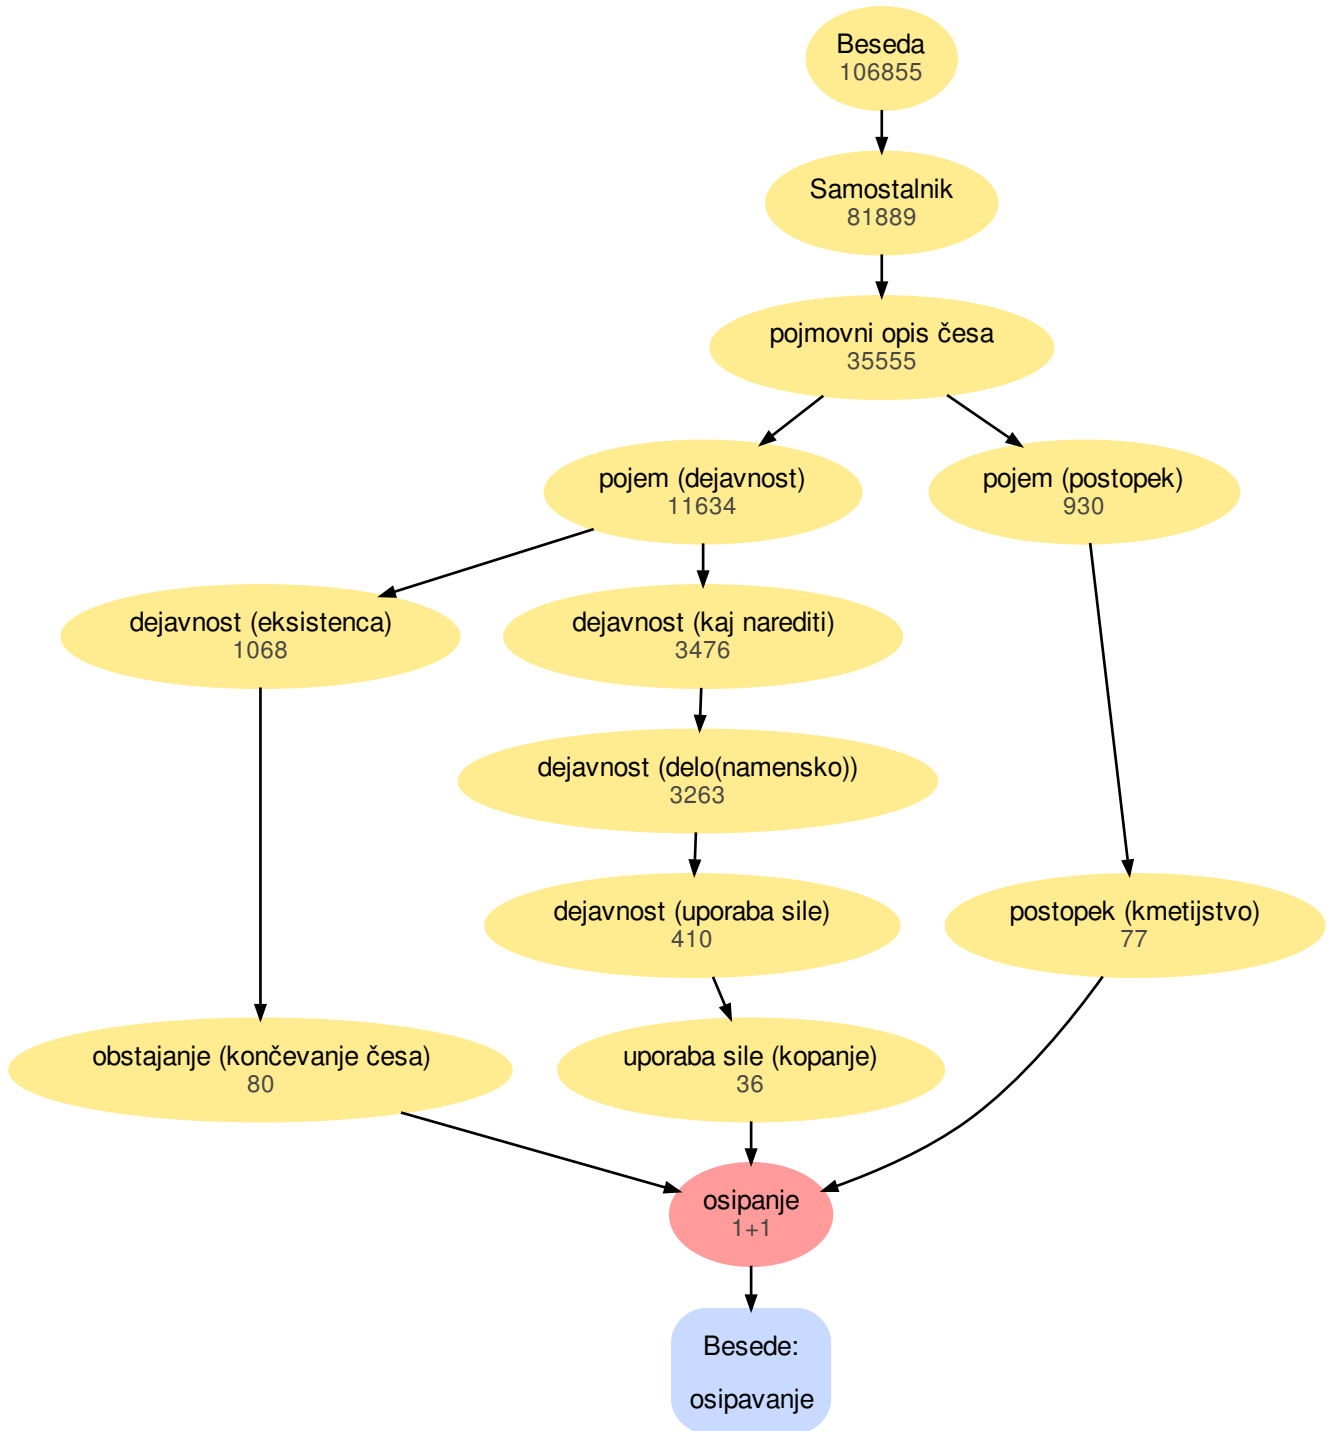 Beseda
106855
Samostalnik
81889
pojmovni opis česa
35555
pojem (dejavnost)
11634
pojem (postopek)
930
dejavnost (eksistenca)
1068
dejavnost (kaj narediti)
3476
dejavnost (delo(namensko))
3263
dejavnost (uporaba sile)
410
postopek (kmetijstvo)
77
obstajanje (končevanje česa)
80
uporaba sile (kopanje)
36
osipanje
1+1
Besede:
osipavanje